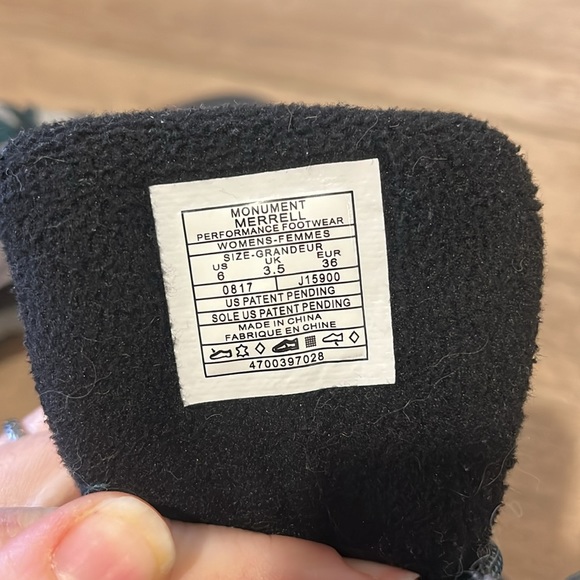 MONUMENT
MERRELL
PERFORMANCE FOOTWEAR
WOMENS-FEMMES
SIZE-GRANDEUR
US UK EUR
6 3.5 36
0817 J15900
US PATENT PENDING
SOLE US PATENT PENDING
MADE IN CHINA
FABRIQUE EN CHINE
4700397028